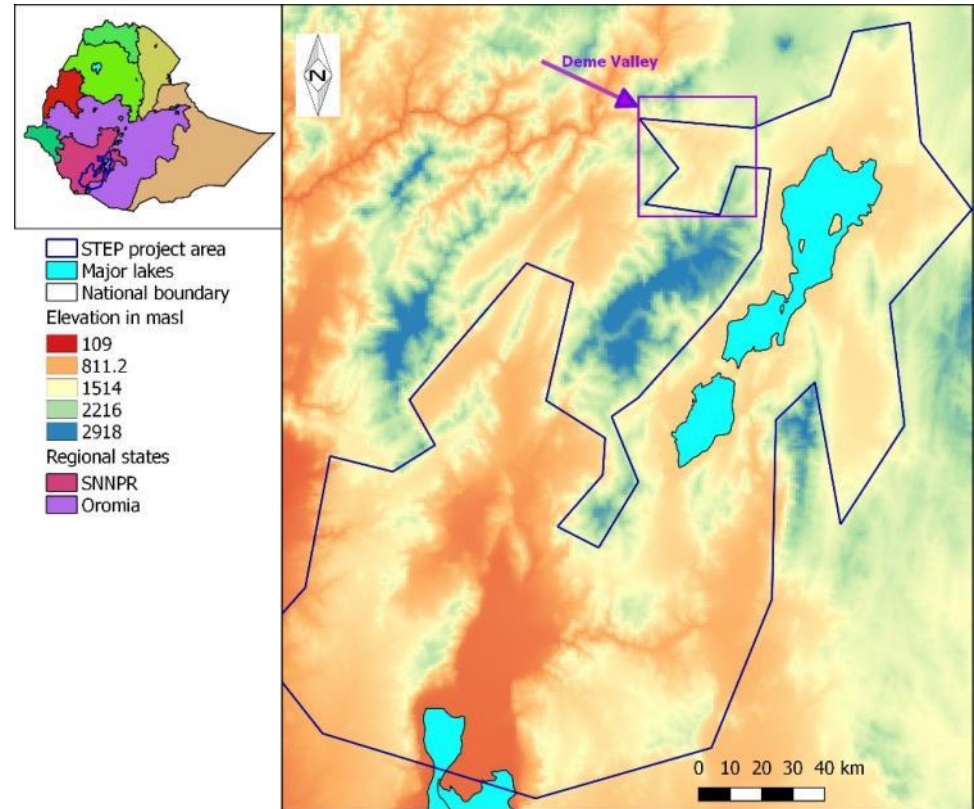 Deme Valley
N
STEP project area
Major lakes
National boundary
Elevation in masl
109
811.2
1514
2216
2918
Regional states
SNNPR
Oromia
0 10 20 30 40 km